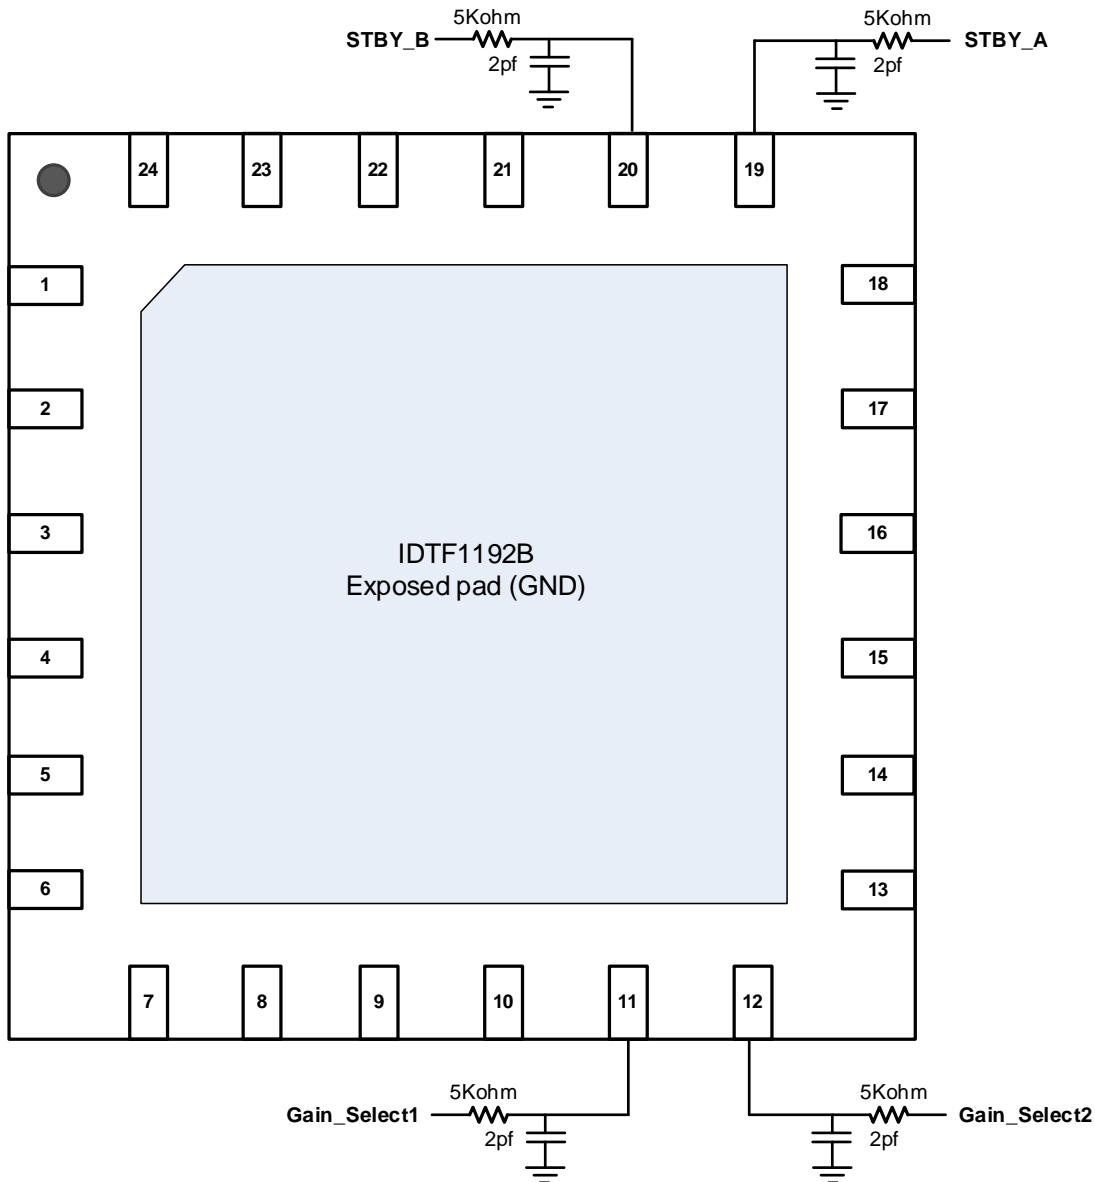 5Kohm
STBY_B
2pf
5Kohm
STBY_A
2pf
24
23
22
21
20
19
1
18
2
17
3
16
IDTF1192B
Exposed pad (GND)
4
15
5
14
6
13
7
8
9
10
11
12
5Kohm
Gain_Select1
2pf
5Kohm
Gain_Select2
2pf